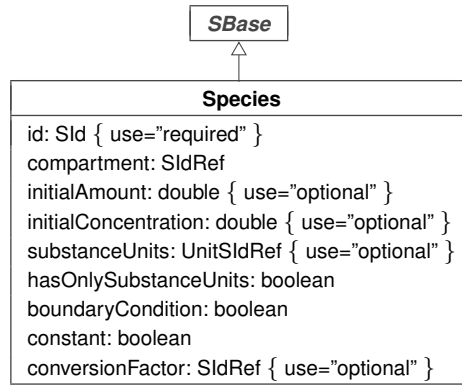 SBase
Species
id: SId { use="required" }
compartment: SIdRef
initialAmount: double { use="optional" }
initialConcentration: double { use="optional" }
substanceUnits: UnitSIdRef { use="optional" }
hasOnlySubstanceUnits: boolean
boundaryCondition: boolean
constant: boolean
conversionFactor: SIdRef { use="optional" }